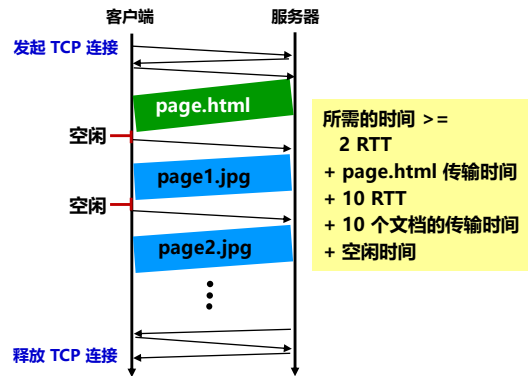 客户端
服务器
发起 TCP 连接
page.html
空闲
page1.jpg
空闲
page2.jpg
释放 TCP 连接
所需的时间 >=
2 RTT
+ page.html 传输时间
+ 10 RTT
+ 10 个文档的传输时间
+ 空闲时间